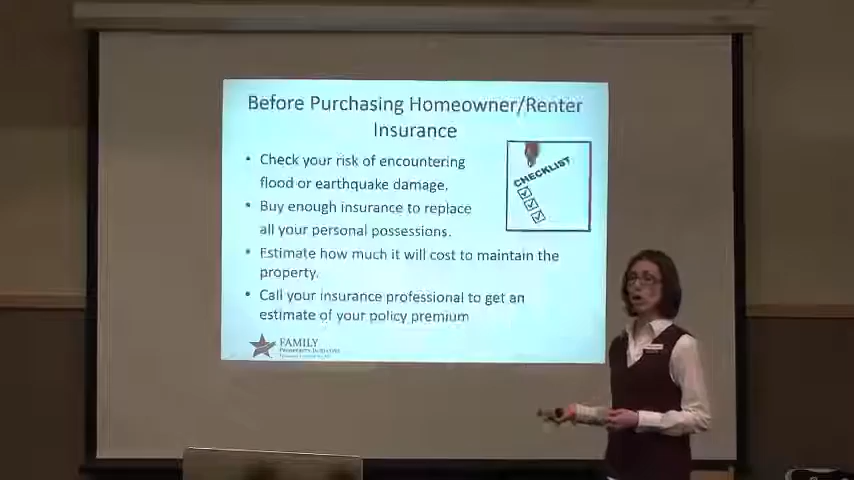 Before Purchasing Homeowner/Renter
Insurance
• Check your risk of encountering
flood or earthquake damage.
• Buy enough insurance to replace
all your personal possessions.
• Estimate how much it will cost to maintain the
property.
• Call your insurance professional to get an
estimate of your policy premium
CHECKLIST
FAMILY